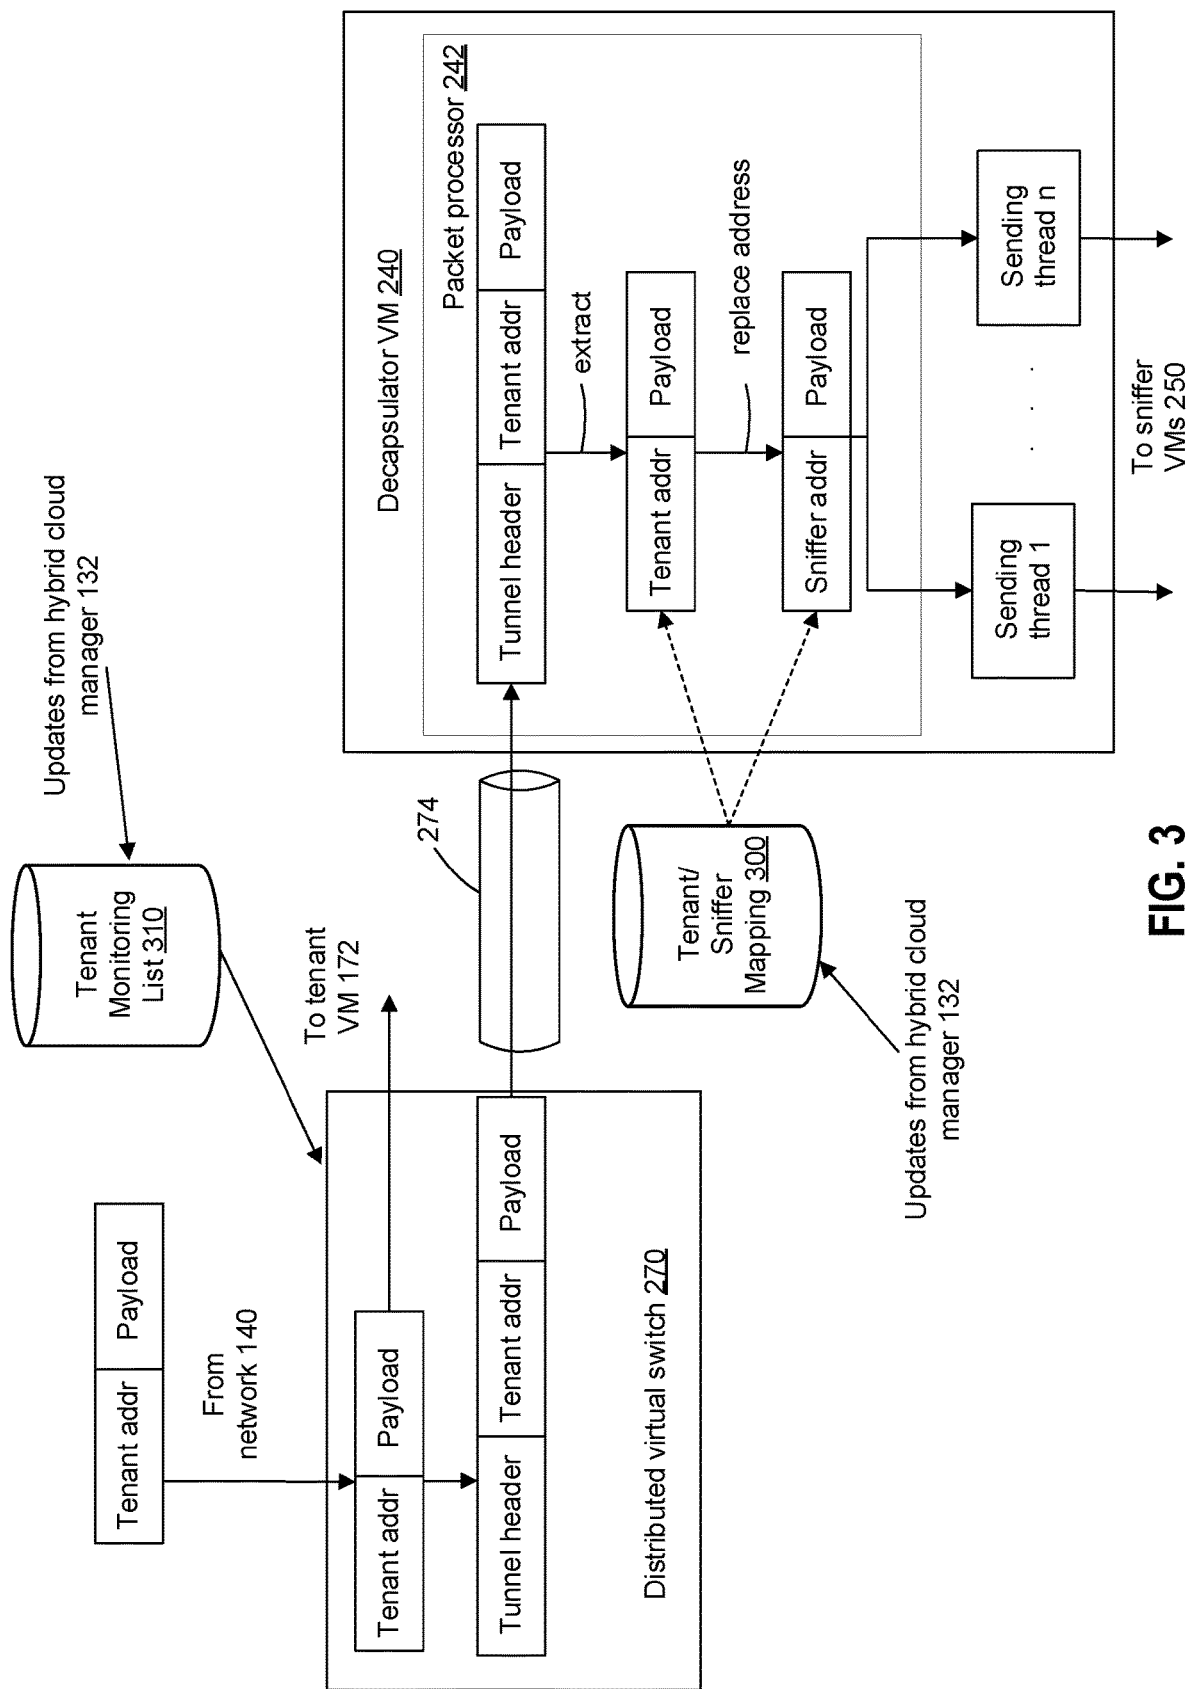 Updates from hybrid cloud
manager 132
Tenant
Monitoring
List 310
Tenant addr
Payload
From
network 140
To tenant
VM 172
Tenant addr
Payload
Tunnel header
Tenant addr
Payload
Distributed virtual switch 270
274
Tenant/
Sniffer
Mapping 300
Updates from hybrid cloud
manager 132
Decapsulator VM 240
Packet processor 242
Tunnel header
Tenant addr
Payload
extract
Tenant addr
Payload
replace address
Sniffer addr
Payload
Sending
thread 1
. . .
Sending
thread n
To sniffer
VMs 250
FIG. 3